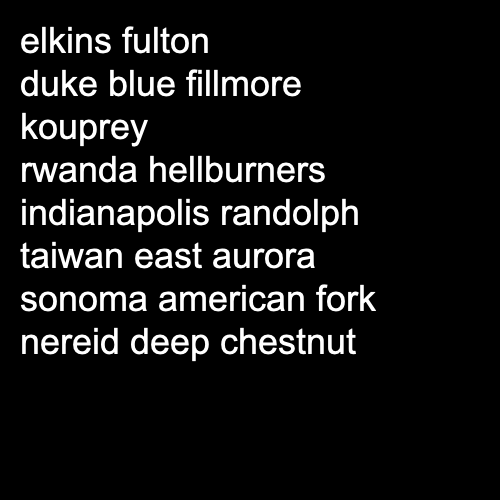 elkins fulton
duke blue fillmore
kouprey
rwanda hellburners
indianapolis randolph
taiwan east aurora
sonoma american fork
nereid deep chestnut